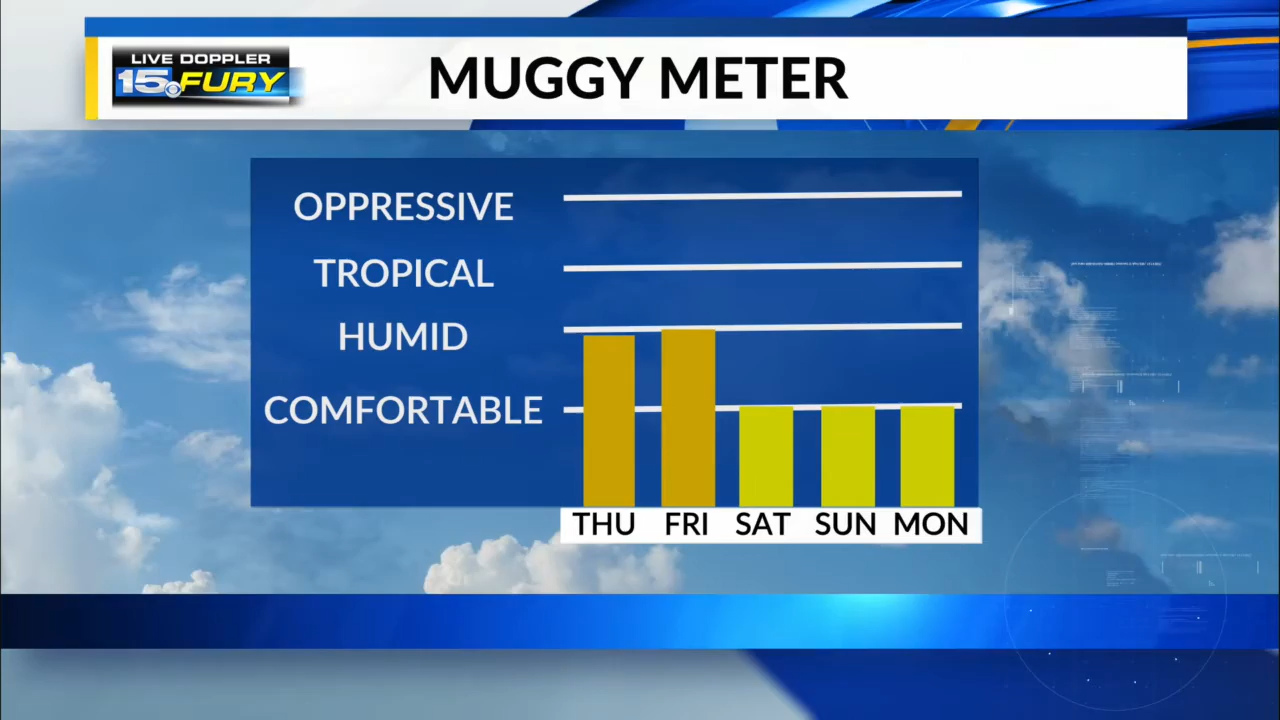 LIVE DOPPLER
15 FURY
MUGGY METER
OPPRESSIVE
TROPICAL
HUMID
COMFORTABLE
THU FRI SAT SUN MON